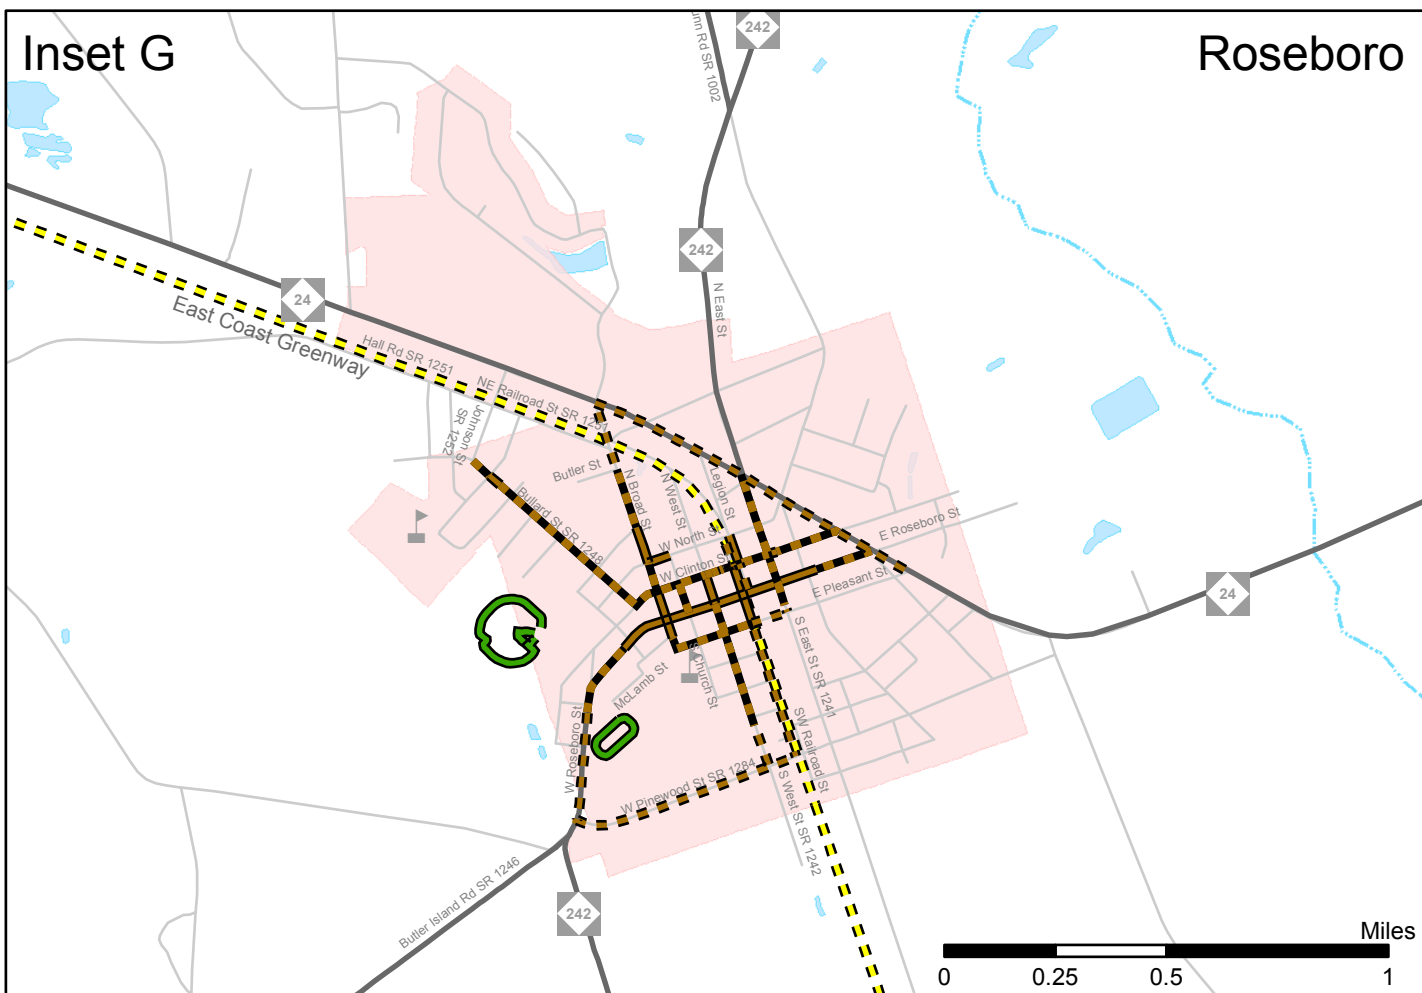 Inset G
Roseboro
242
unn Rd SR 1002
242
N East St
24
East Coast Greenway
Hall Rd SR 1251
NE Railroad St SR 1251
Johnson St
SR 1252
Butler St
Bullard St SR 1248
N Broad St
N West St
Legion St
W North St
W Clinton St
E Roseboro St
E Pleasant St
24
S East St SR 1241
S Church St
McLamb St
W Roseboro St
SW Railroad St
W Pinewood St SR 1284
S West St SR 1242
Butler Island Rd SR 1246
242
Miles
0 0.25 0.5 1